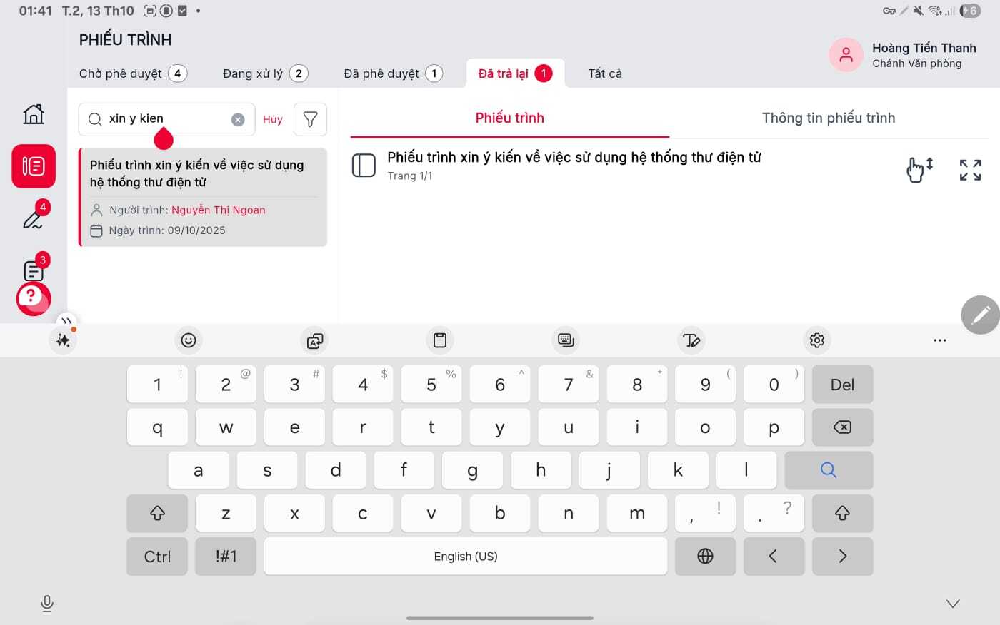 01:41 T.2, 13 Th10
6
PHIẾU TRÌNH
Hoàng Tiến Thanh
Chánh Văn phòng
Chờ phê duyệt 4
Đang xử lý 2
Đã phê duyệt 1
Đã trả lại 1
Tất cả
xin y kien
Hủy
Phiếu trình
Thông tin phiếu trình
Phiếu trình xin ý kiến về việc sử dụng
hệ thống thư điện tử
Người trình: Nguyễn Thị Ngoan
Ngày trình: 09/10/2025
Phiếu trình xin ý kiến về việc sử dụng hệ thống thư điện tử
Trang 1/1
4
3
?
1 ! 2 @ 3 # 4 $ 5 % 6 ^ 7 & 8 * 9 ( 0 ) Del
q w e r t y u i o p
a s d f g h j k l
z x c v b n m , ! . ?
Ctrl !#1 English (US) < >